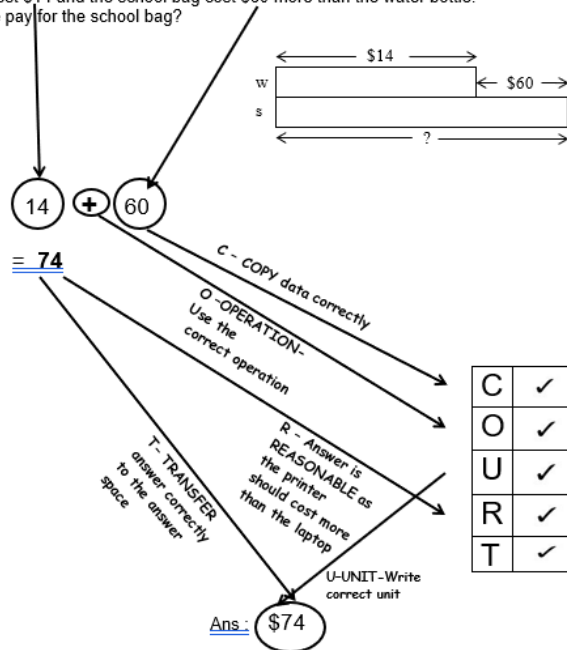 pay for the school bag?
$14
w
$60
s
?
14 + 60
= 74
C - COPY data correctly
O -OPERATION-
Use the
correct operation
R - Answer is
REASONABLE as
the printer
should cost more
than the laptop
T- TRANSFER
answer correctly
to the answer
space
C ✓
O ✓
U ✓
R ✓
T ✓
U-UNIT-Write
correct unit
Ans : $74